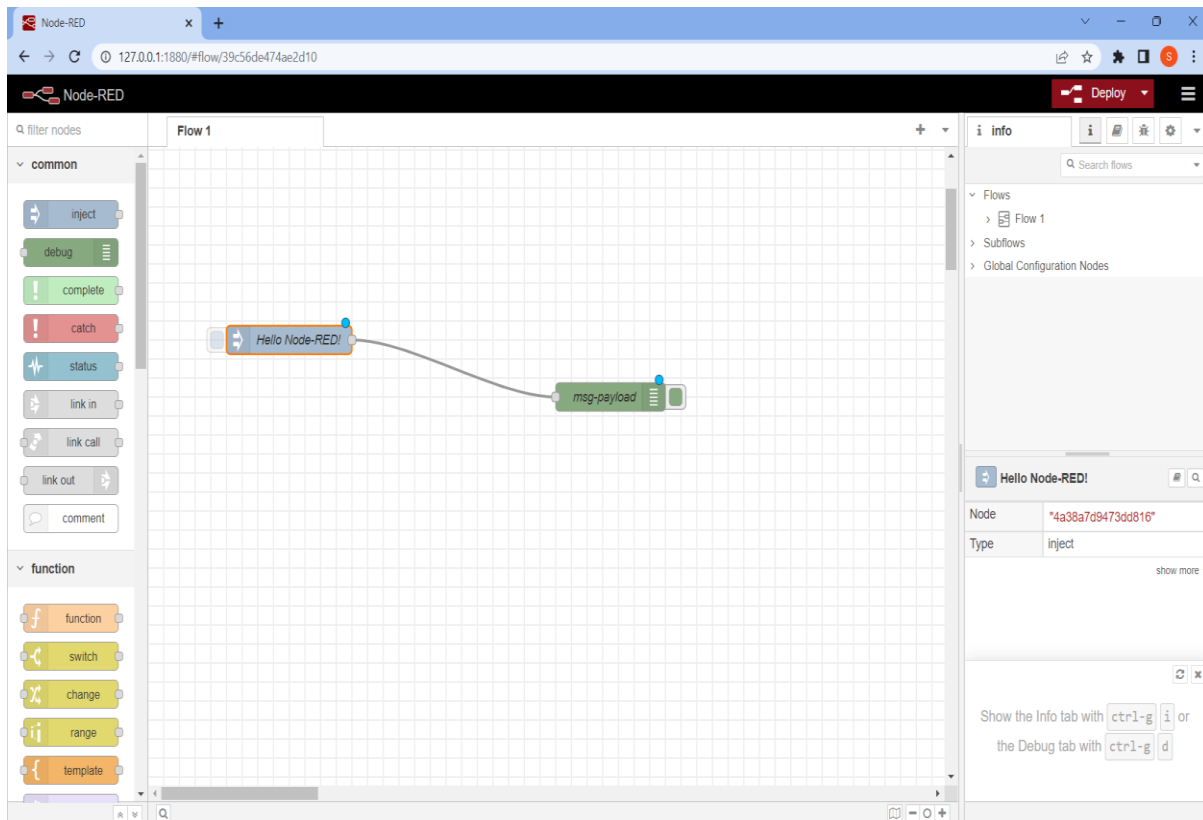 Node-RED
127.0.0.1:1880/#flow/39c56de474ae2d10
S
Node-RED
Deploy
filter nodes
Flow 1
i info
i
Search flows
common
inject
debug
complete
catch
status
link in
link call
link out
comment
function
function
switch
change
range
template
Hello Node-RED!
msg-payload
Flows
Flow 1
Subflows
Global Configuration Nodes
Hello Node-RED!
Node "4a38a7d9473dd816"
Type inject
show more
Show the Info tab with ctrl-g i or
the Debug tab with ctrl-g d